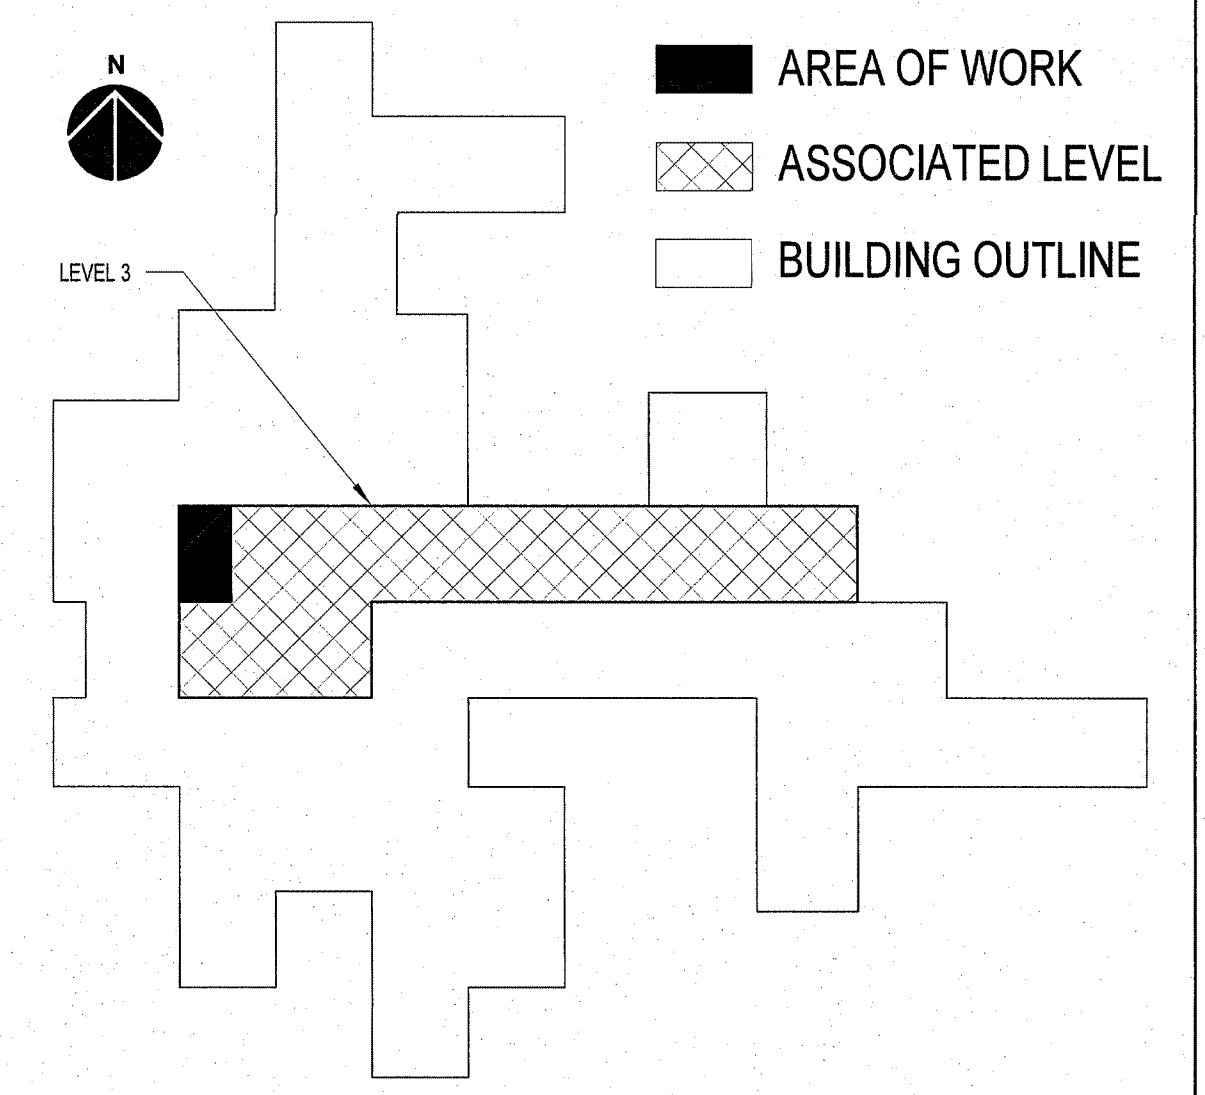 N
AREA OF WORK
ASSOCIATED LEVEL
BUILDING OUTLINE
LEVEL 3